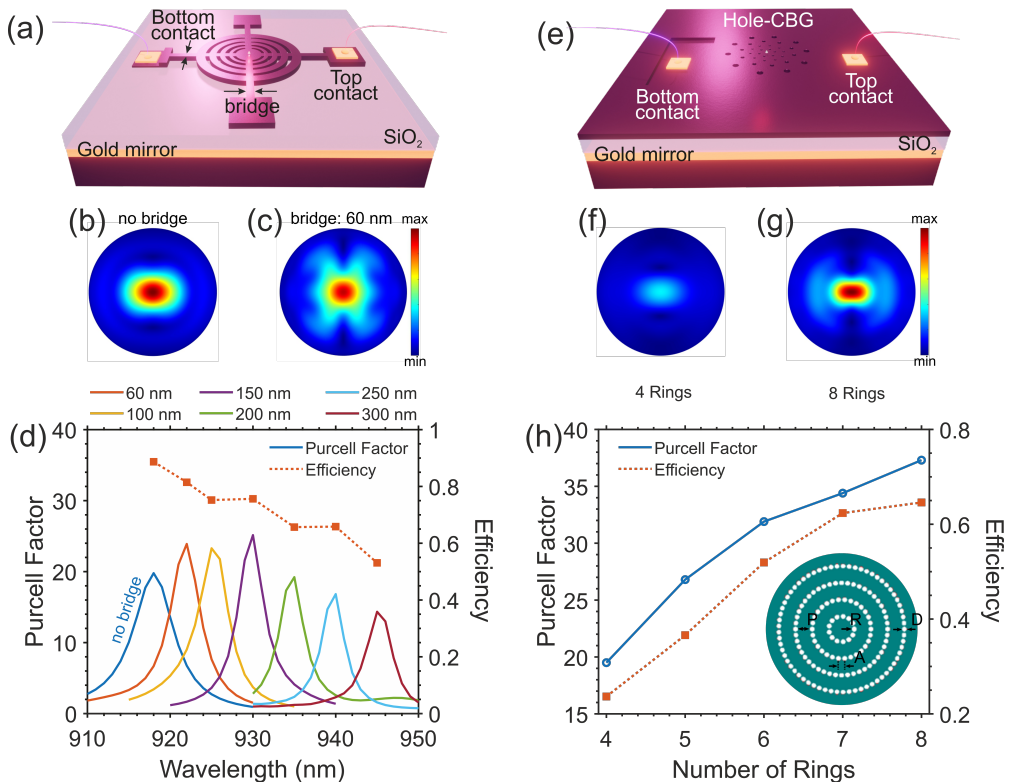 (a)
Bottom
contact
Top
contact
bridge
SiO₂
Gold mirror
(e)
Hole-CBG
Bottom
contact
Top
contact
SiO₂
Gold mirror
(b)
no bridge
(c)
bridge: 60 nm
max
min
(f)
(g)
max
min
4 Rings
8 Rings
60 nm
150 nm
250 nm
100 nm
200 nm
300 nm
(d)
Purcell Factor
Efficiency
no bridge
40
30
20
10
0
1
0.8
0.6
0.4
0.2
0
910
920
930
940
950
Purcell Factor
Efficiency
Wavelength (nm)
(h)
Purcell Factor
Efficiency
40
35
30
25
20
15
0.8
0.6
0.4
0.2
P
R
D
A
4
5
6
7
8
Purcell Factor
Efficiency
Number of Rings